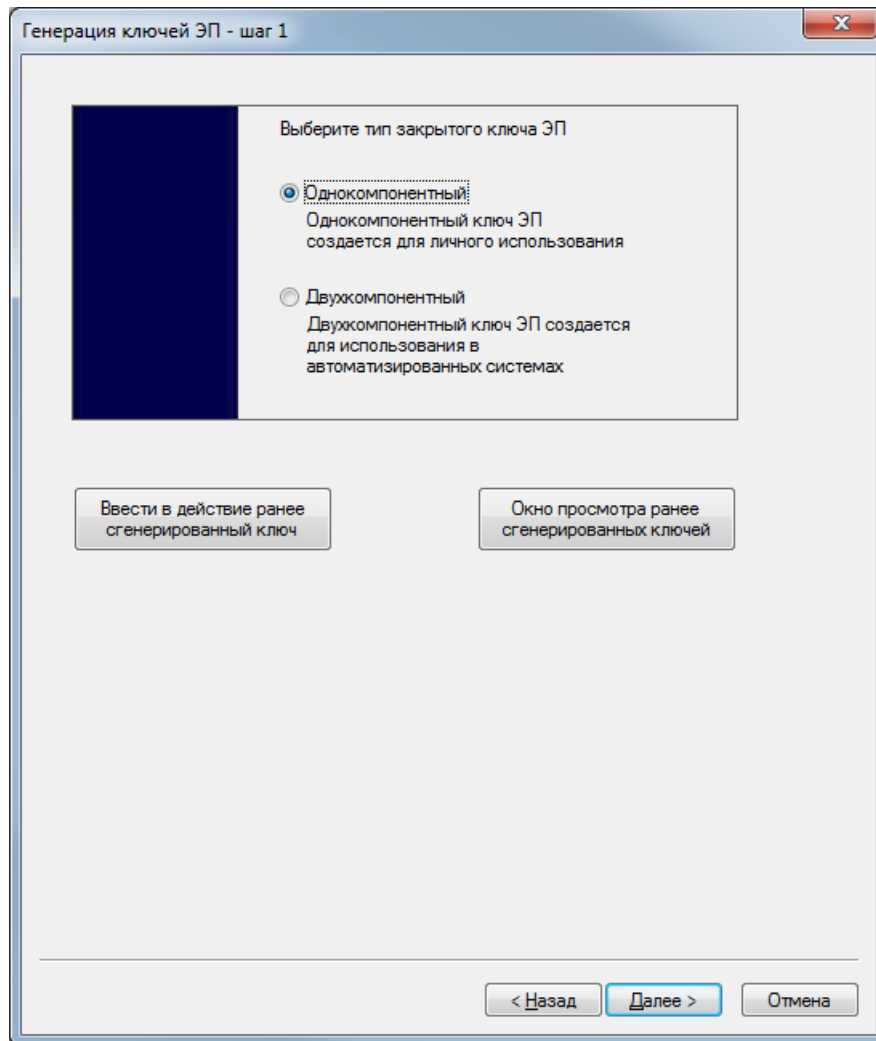 Генерация ключей ЭП - шаг 1
Выберите тип закрытого ключа ЭП
Однокомпонентный
Однокомпонентный ключ ЭП
создается для личного использования
Двухкомпонентный
Двухкомпонентный ключ ЭП создается
для использования в
автоматизированных системах
Ввести в действие ранее
сгенерированный ключ
Окно просмотра ранее
сгенерированных ключей
< Назад
Далее >
Отмена